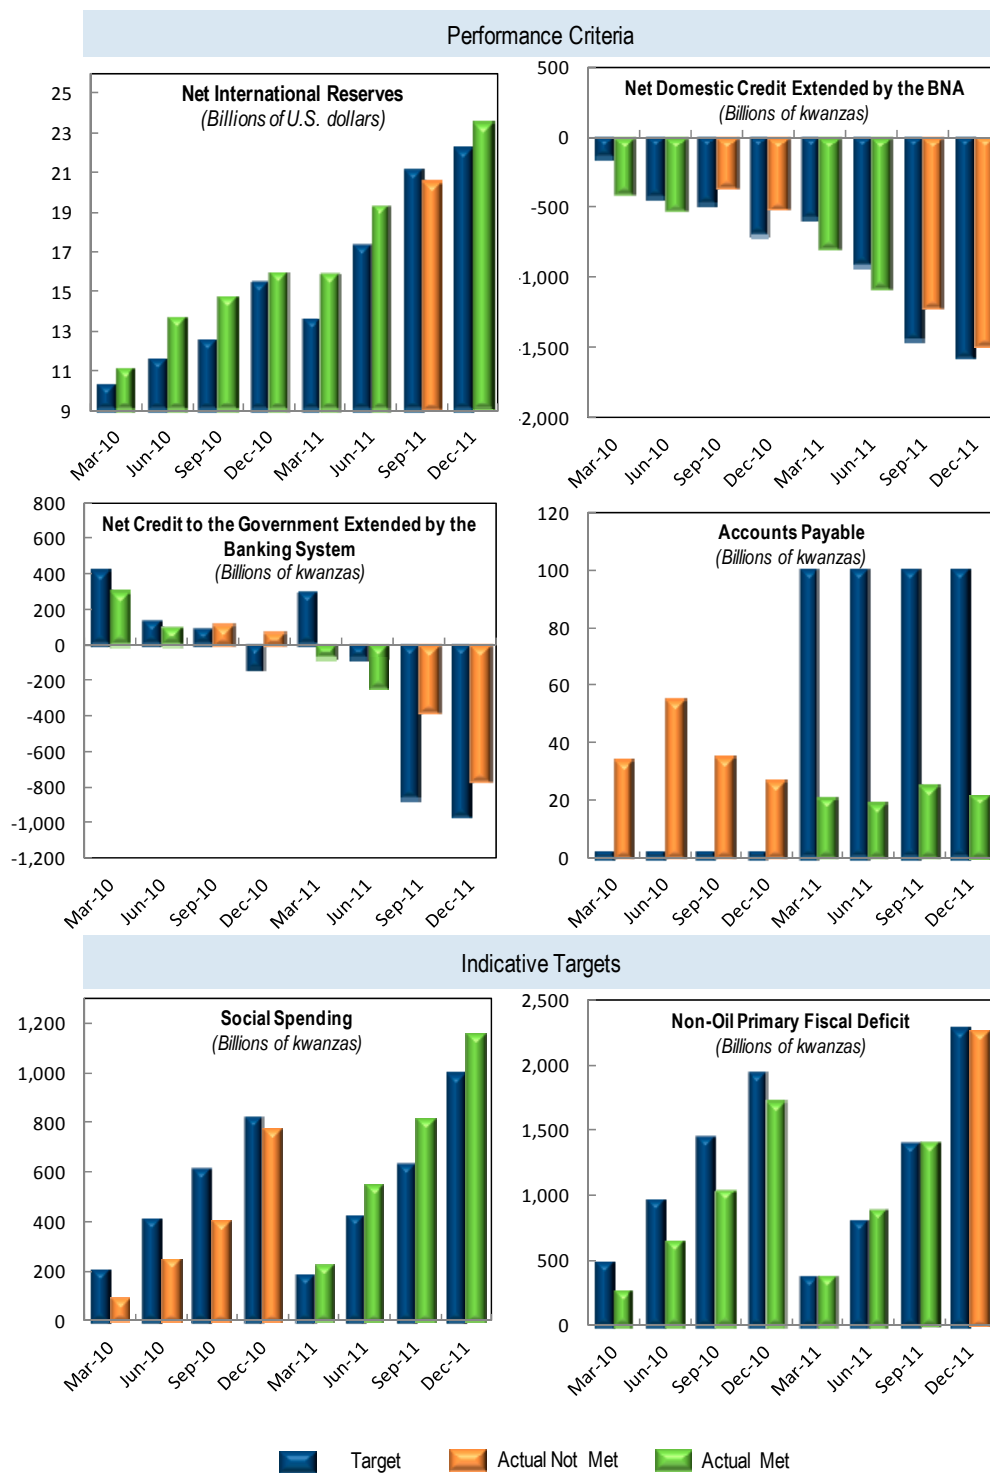 Performance Criteria
Net International Reserves
(Billions of U.S. dollars)
25
23
21
19
17
15
13
11
9
Mar-10
Jun-10
Sep-10
Dec-10
Mar-11
Jun-11
Sep-11
Dec-11
Net Domestic Credit Extended by the BNA
(Billions of kwanzas)
500
0
-500
-1,000
-1,500
-2,000
Mar-10
Jun-10
Sep-10
Dec-10
Mar-11
Jun-11
Sep-11
Dec-11
Net Credit to the Government Extended by the
Banking System
(Billions of kwanzas)
800
600
400
200
0
-200
-400
-600
-800
-1,000
-1,200
Mar-10
Jun-10
Sep-10
Dec-10
Mar-11
Jun-11
Sep-11
Dec-11
Accounts Payable
(Billions of kwanzas)
120
100
80
60
40
20
0
Mar-10
Jun-10
Sep-10
Dec-10
Mar-11
Jun-11
Sep-11
Dec-11
Indicative Targets
Social Spending
(Billions of kwanzas)
1,200
1,000
800
600
400
200
0
Mar-10
Jun-10
Sep-10
Dec-10
Mar-11
Jun-11
Sep-11
Dec-11
Non-Oil Primary Fiscal Deficit
(Billions of kwanzas)
2,500
2,000
1,500
1,000
500
0
Mar-10
Jun-10
Sep-10
Dec-10
Mar-11
Jun-11
Sep-11
Dec-11
Target
Actual Not Met
Actual Met